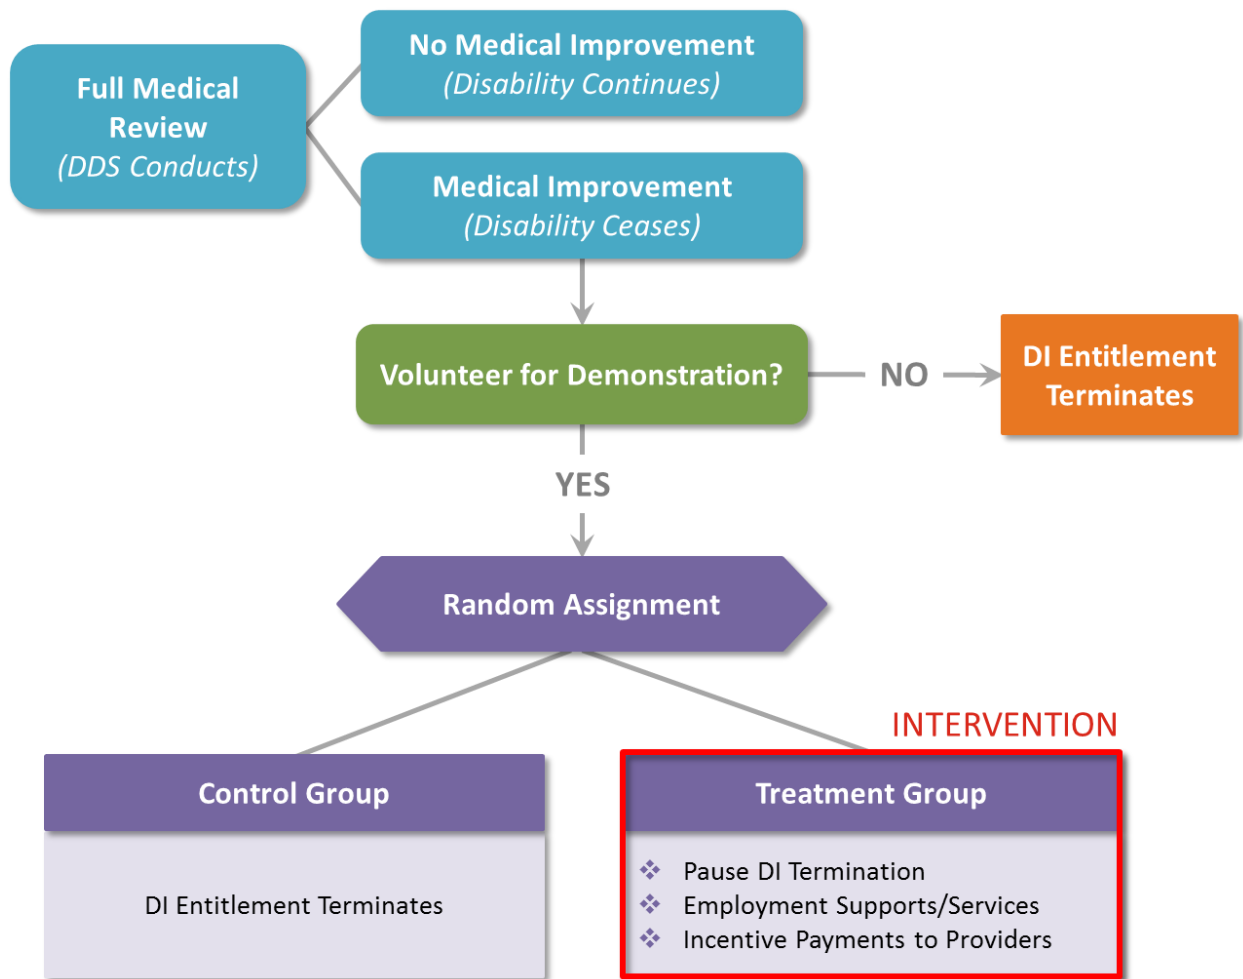 Full Medical
Review
(DDS Conducts)
No Medical Improvement
(Disability Continues)
Medical Improvement
(Disability Ceases)
Volunteer for Demonstration?
NO
DI Entitlement
Terminates
YES
Random Assignment
INTERVENTION
Control Group
DI Entitlement Terminates
Treatment Group
❖ Pause DI Termination
❖ Employment Supports/Services
❖ Incentive Payments to Providers